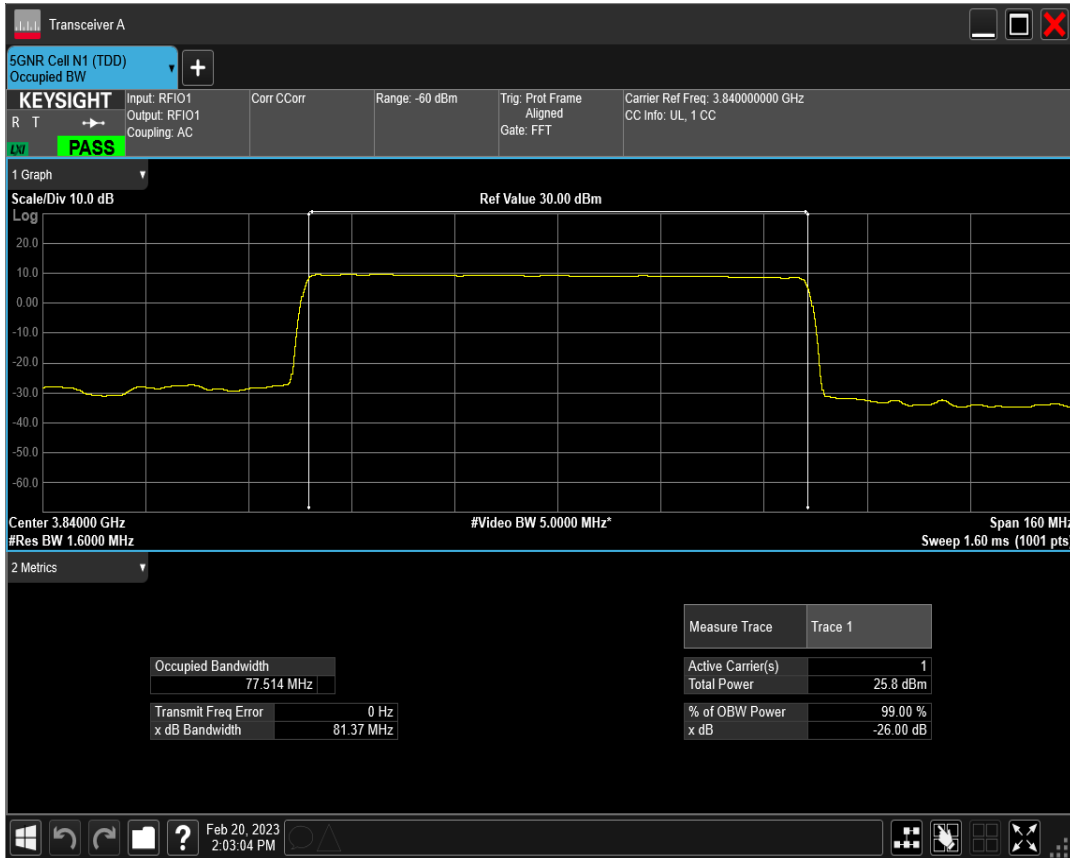 Transceiver A
5GNR Cell N1 (TDD)
Occupied BW
+
KEYSIGHT
R T
LXI
PASS
Input: RFIO1
Output: RFIO1
Coupling: AC
Corr CCorr
Range: -60 dBm
Trig: Prot Frame
Aligned
Gate: FFT
Carrier Ref Freq: 3.840000000 GHz
CC Info: UL, 1 CC
1 Graph
Scale/Div 10.0 dB
Ref Value 30.00 dBm
Log
20.0
10.0
0.00
-10.0
-20.0
-30.0
-40.0
-50.0
-60.0
Center 3.84000 GHz
#Video BW 5.0000 MHz*
Span 160 MHz
#Res BW 1.6000 MHz
Sweep 1.60 ms (1001 pts)
2 Metrics
Measure Trace Trace 1
Occupied Bandwidth
77.514 MHz
Active Carrier(s) 1
Total Power 25.8 dBm
Transmit Freq Error 0 Hz
x dB Bandwidth 81.37 MHz
% of OBW Power 99.00 %
x dB -26.00 dB
?
Feb 20, 2023
2:03:04 PM